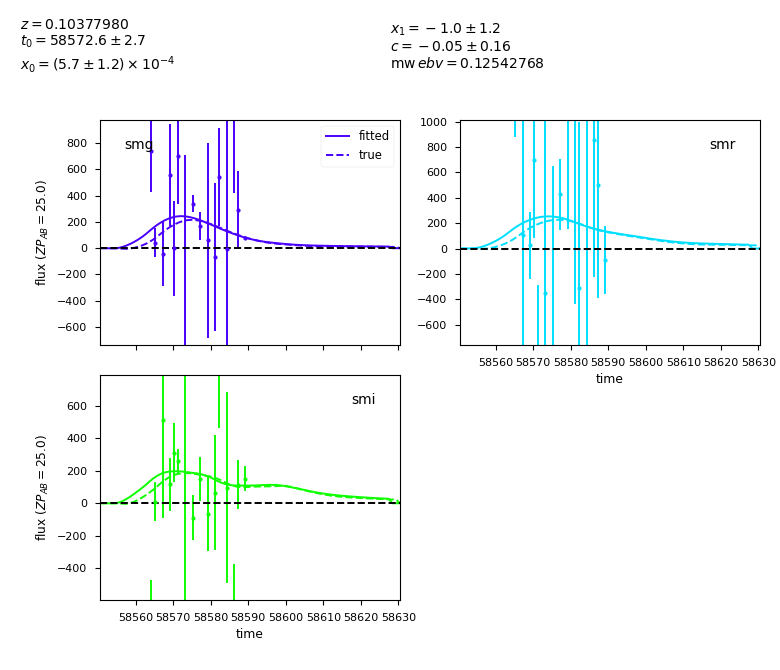 z = 0.10377980
t₀ = 58572.6 ± 2.7
x₀ = (5.7 ± 1.2) × 10⁻⁴
x₁ = −1.0 ± 1.2
c = −0.05 ± 0.16
mw ebv = 0.12542768
smg
fitted
true
flux (ZP_AB = 25.0)
800
600
400
200
0
−200
−400
−600
smr
1000
800
600
400
200
0
−200
−400
−600
58560 58570 58580 58590 58600 58610 58620 58630
time
smi
flux (ZP_AB = 25.0)
600
400
200
0
−200
−400
58560 58570 58580 58590 58600 58610 58620 58630
time